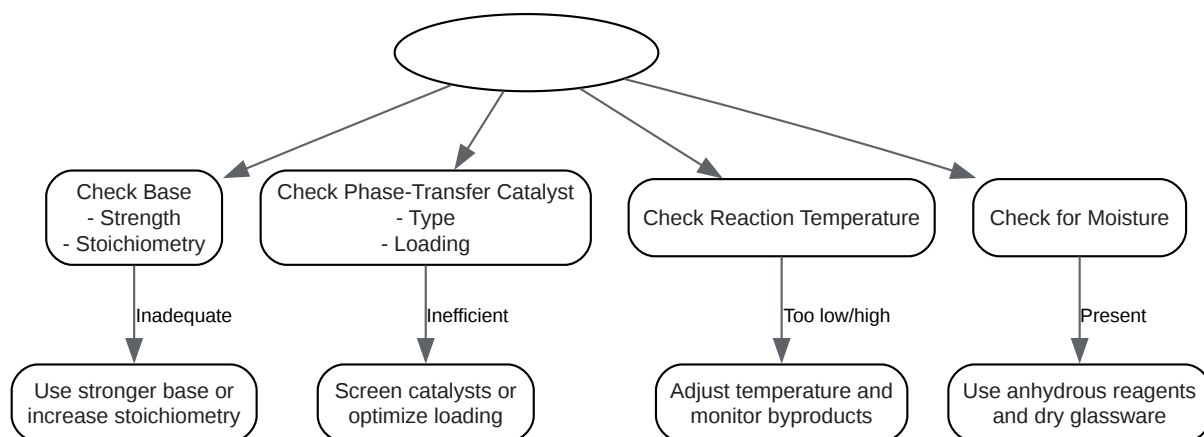 Check Base
- Strength
- Stoichiometry
Check Phase-Transfer Catalyst
- Type
- Loading
Check Reaction Temperature
Check for Moisture
Inadequate
Inefficient
Too low/high
Present
Use stronger base or
increase stoichiometry
Screen catalysts or
optimize loading
Adjust temperature and
monitor byproducts
Use anhydrous reagents
and dry glassware